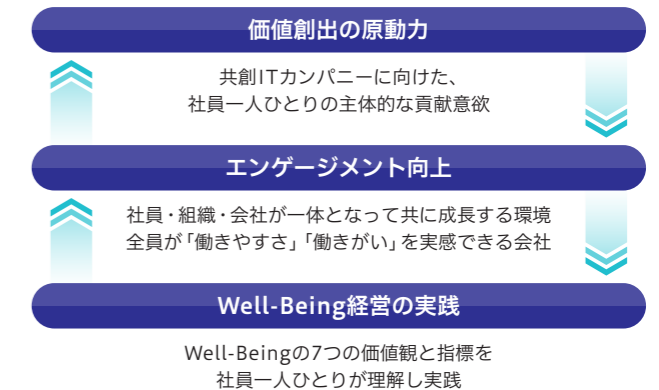 価値創出の原動力
共創ITカンパニーに向けた、
社員一人ひとりの主体的な貢献意欲
エンゲージメント向上
社員・組織・会社が一体となって共に成長する環境
全員が「働きやすさ」「働きがい」を実感できる会社
Well-Being経営の実践
Well-Beingの7つの価値観と指標を
社員一人ひとりが理解し実践